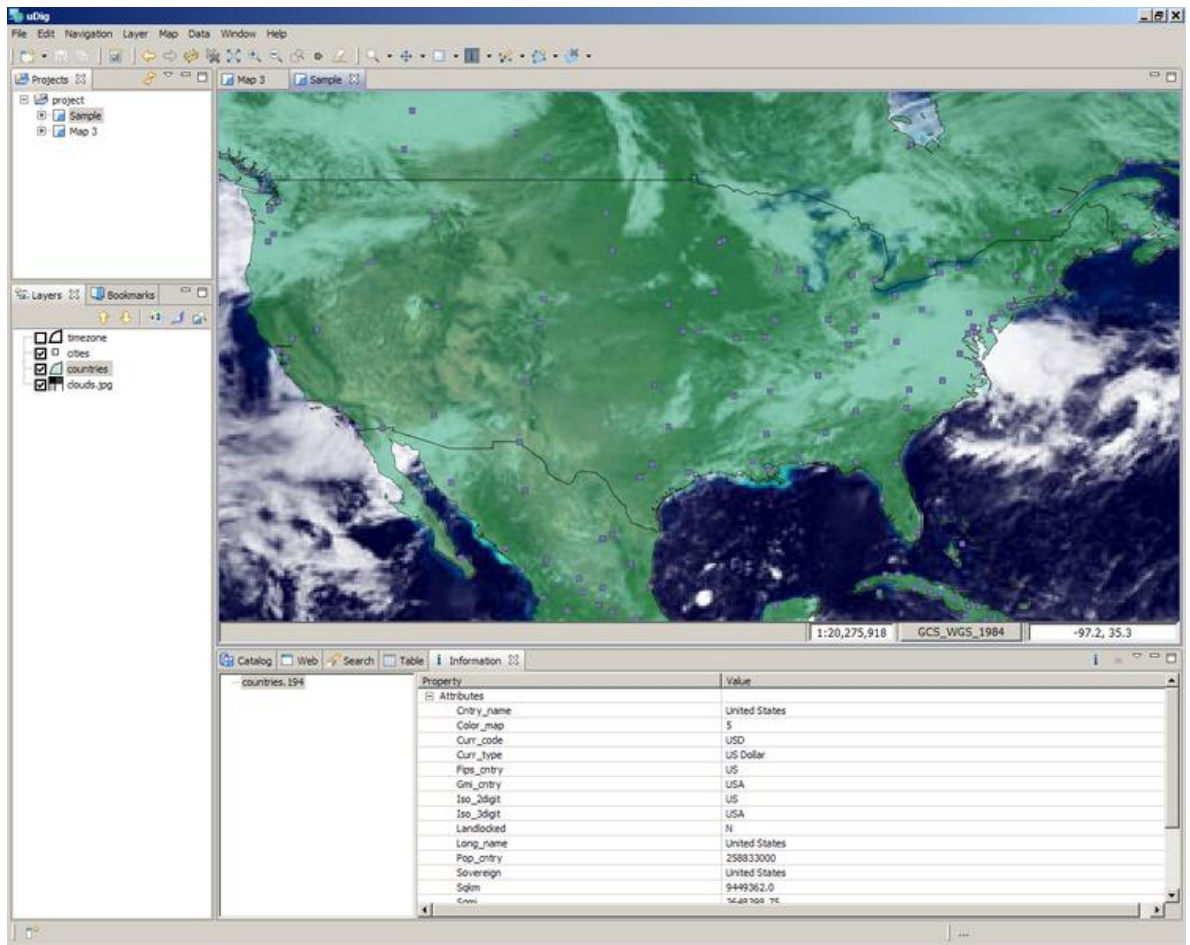 uDig
File Edit Navigation Layer Map Data Window Help
Projects
project
Sample
Map 3
Map 3
Sample
Layers
Bookmarks
timezone
cities
countries
clouds.jpg
1:20,275,918
GCS_WGS_1984
-97.2, 35.3
Catalog Web Search Table Information
countries.194
Property Value
Attributes
Cntry_name United States
Color_map 5
Curr_code USD
Curr_type US Dollar
Fips_cntry US
Gmi_cntry USA
Iso_2digit US
Iso_3digit USA
Landlocked N
Long_name United States
Pop_cntry 258833000
Sovereign United States
Sqkm 9449362.0
...